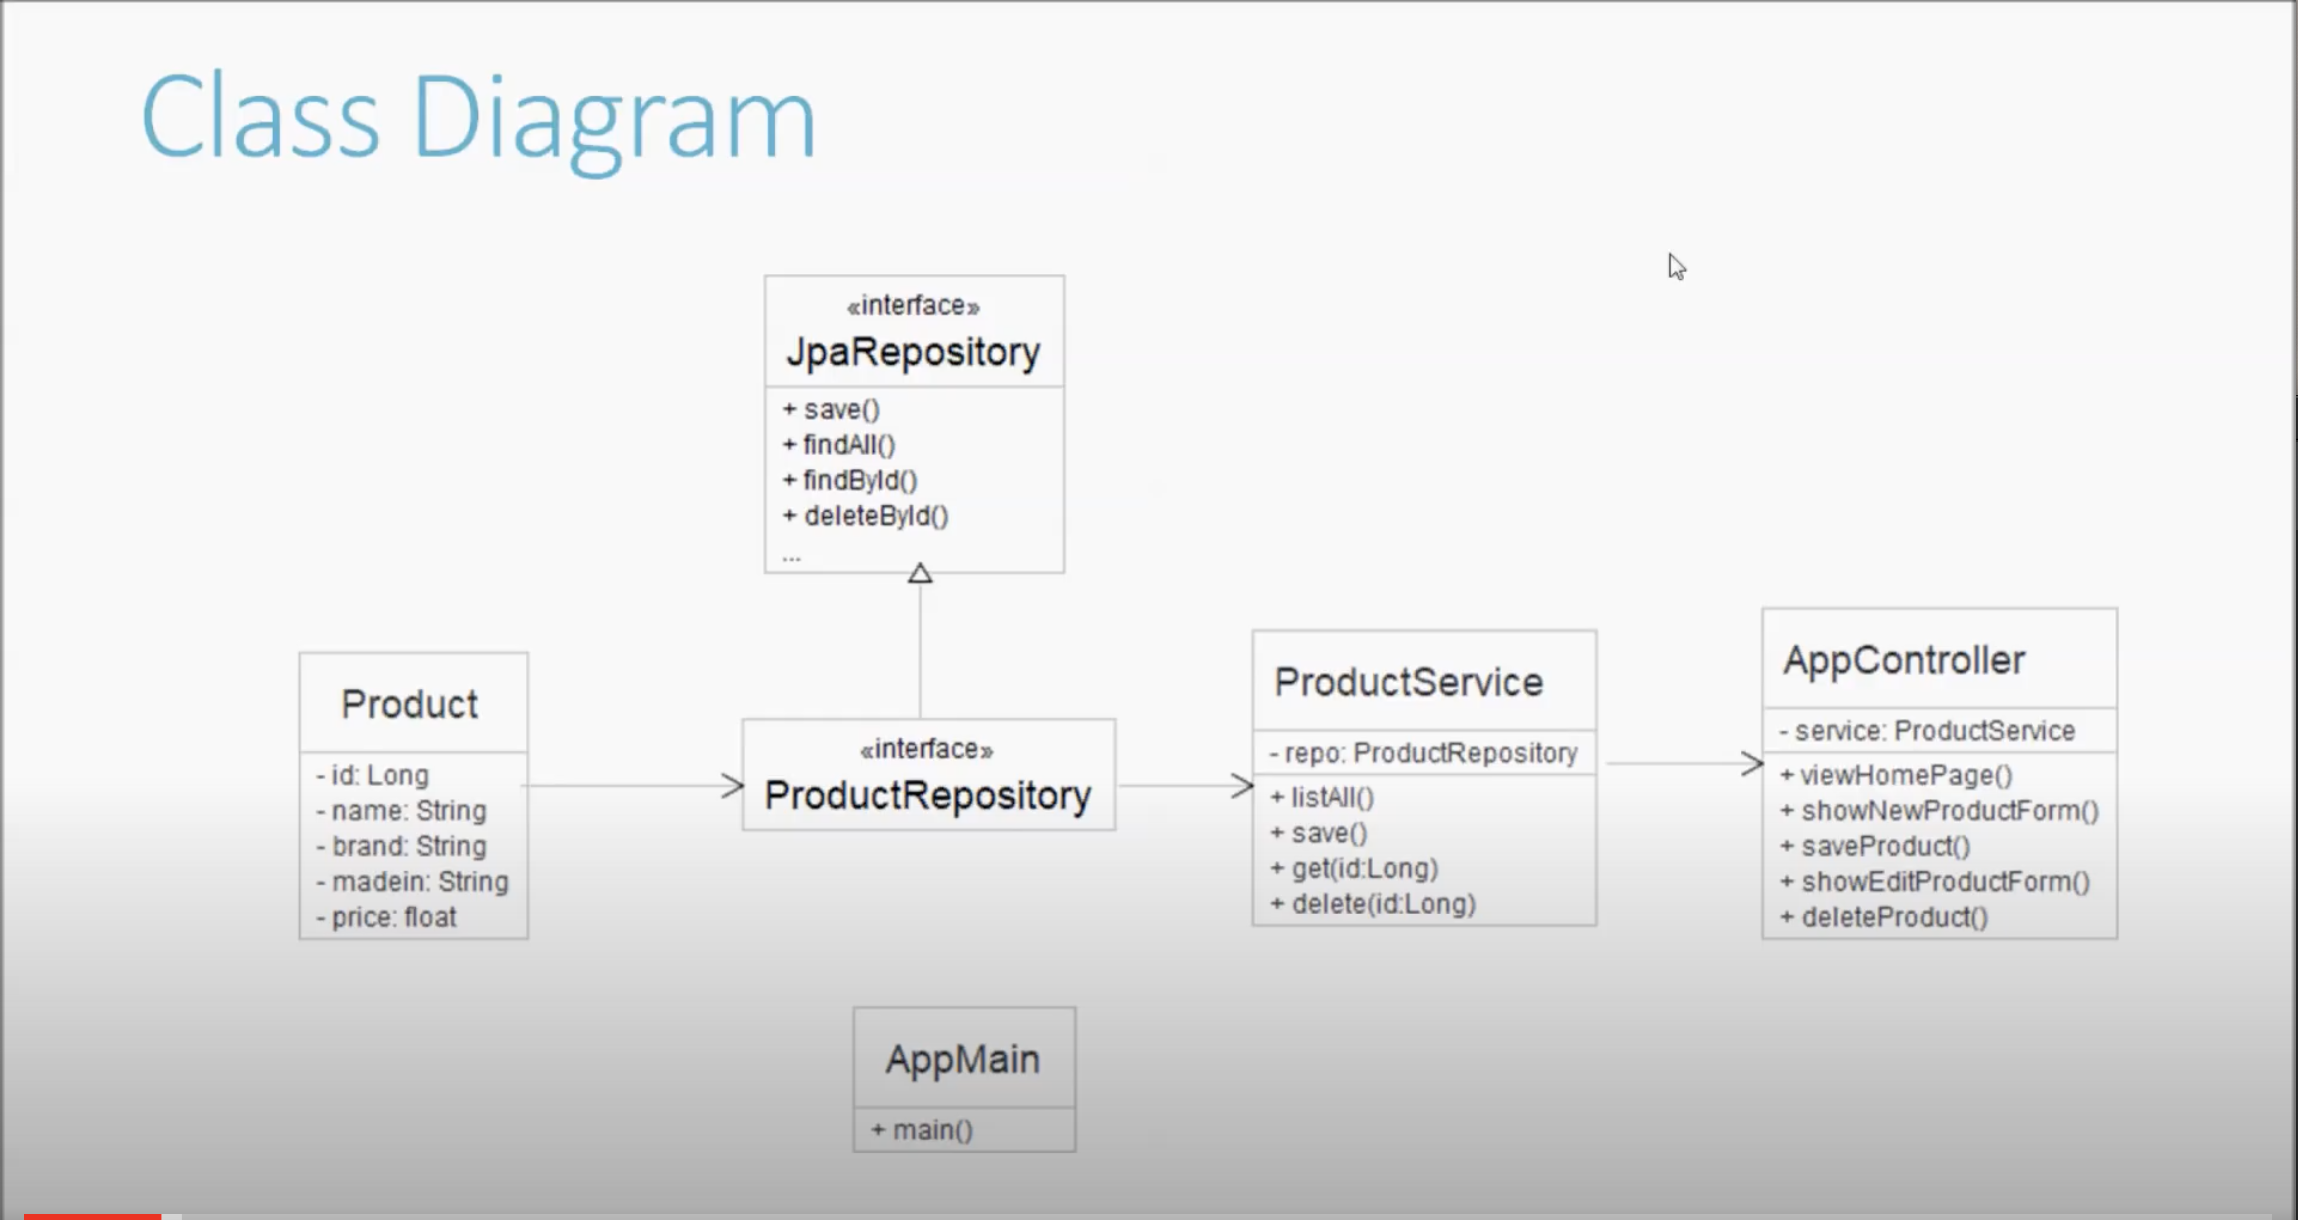 Class Diagram
«interface»
JpaRepository
+ save()
+ findAll()
+ findById()
+ deleteById()
...
Product
- id: Long
- name: String
- brand: String
- madein: String
- price: float
«interface»
ProductRepository
ProductService
- repo: ProductRepository
+ listAll()
+ save()
+ get(id:Long)
+ delete(id:Long)
AppController
- service: ProductService
+ viewHomePage()
+ showNewProductForm()
+ saveProduct()
+ showEditProductForm()
+ deleteProduct()
AppMain
+ main()